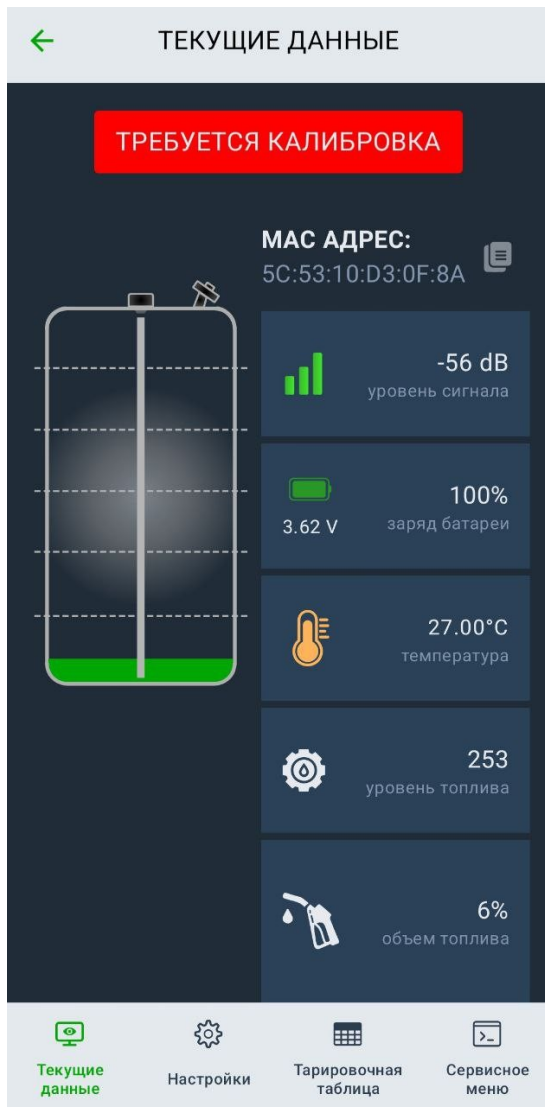 ТЕКУЩИЕ ДАННЫЕ
ТРЕБУЕТСЯ КАЛИБРОВКА
МАС АДРЕС:
5C:53:10:D3:0F:8A
-56 dB
уровень сигнала
100%
3.62 V
заряд батареи
27.00°C
температура
253
уровень топлива
6%
объем топлива
Текущие
данные
Настройки
Тарировочная
таблица
Сервисное
меню